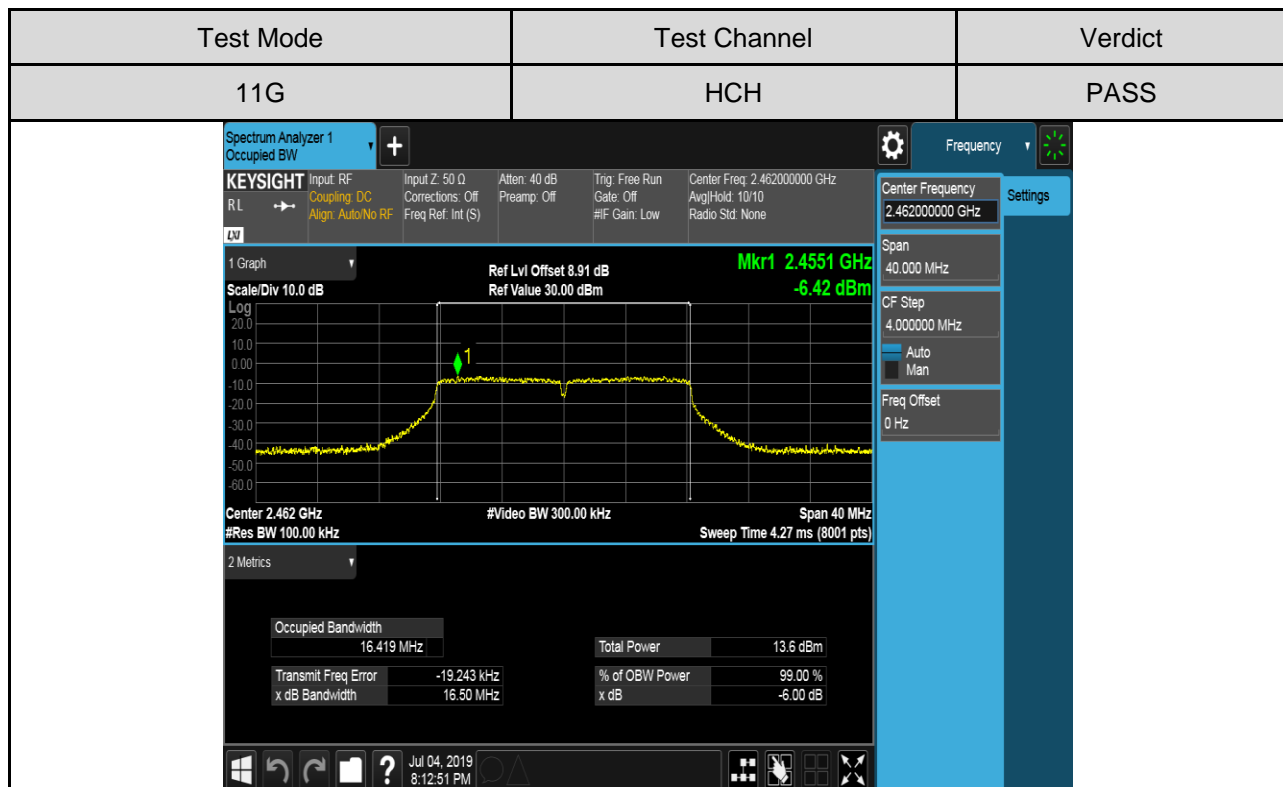 Test Mode Test Channel Verdict
11G HCH PASS
Spectrum Analyzer 1
Occupied BW
+
Frequency
KEYSIGHT Input: RF Input Z: 50 Ω Atten: 40 dB Trig: Free Run Center Freq: 2.462000000 GHz
RL Coupling: DC Corrections: Off Preamp: Off Gate: Off Avg|Hold: 10/10
Align: Auto/No RF Freq Ref: Int (S) #IF Gain: Low Radio Std: None
LXI
Center Frequency Settings
2.462000000 GHz
Span
40.000 MHz
CF Step
4.000000 MHz
Auto
Man
Freq Offset
0 Hz
1 Graph Ref Lvl Offset 8.91 dB Mkr1 2.4551 GHz
Scale/Div 10.0 dB Ref Value 30.00 dBm -6.42 dBm
Log
20.0
10.0
0.00
-10.0
-20.0
-30.0
-40.0
-50.0
-60.0
1
Center 2.462 GHz #Video BW 300.00 kHz Span 40 MHz
#Res BW 100.00 kHz Sweep Time 4.27 ms (8001 pts)
2 Metrics
Occupied Bandwidth
16.419 MHz Total Power 13.6 dBm
Transmit Freq Error -19.243 kHz % of OBW Power 99.00 %
x dB Bandwidth 16.50 MHz x dB -6.00 dB
? Jul 04, 2019
8:12:51 PM